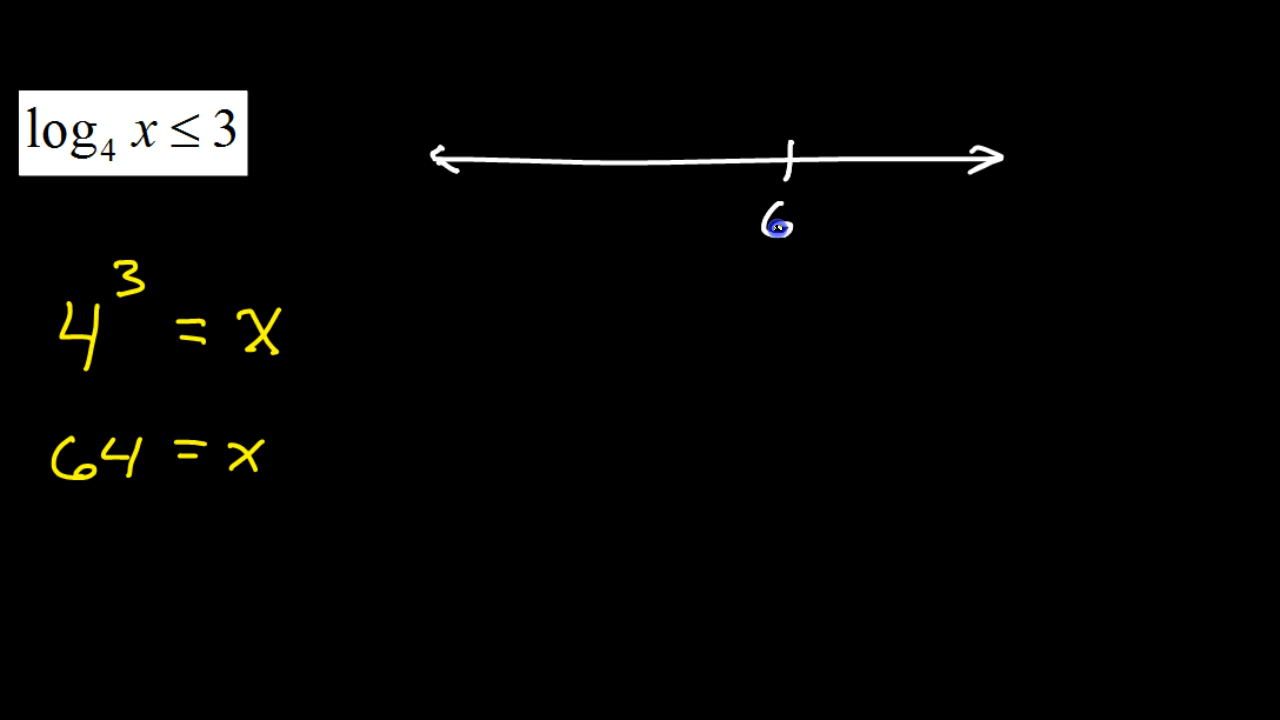 log₄ x ≤ 3
6
4³ = x
64 = x